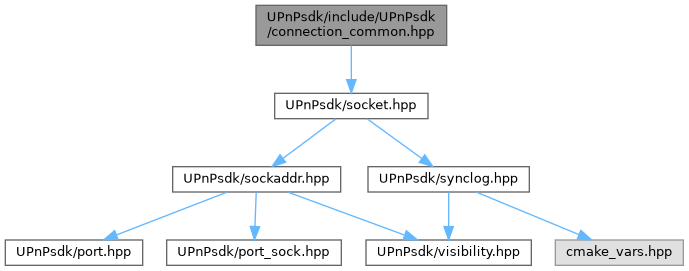 UPnPsdk/include/UPnPsdk
/connection_common.hpp
UPnPsdk/socket.hpp
UPnPsdk/sockaddr.hpp
UPnPsdk/synclog.hpp
UPnPsdk/port.hpp
UPnPsdk/port_sock.hpp
UPnPsdk/visibility.hpp
cmake_vars.hpp